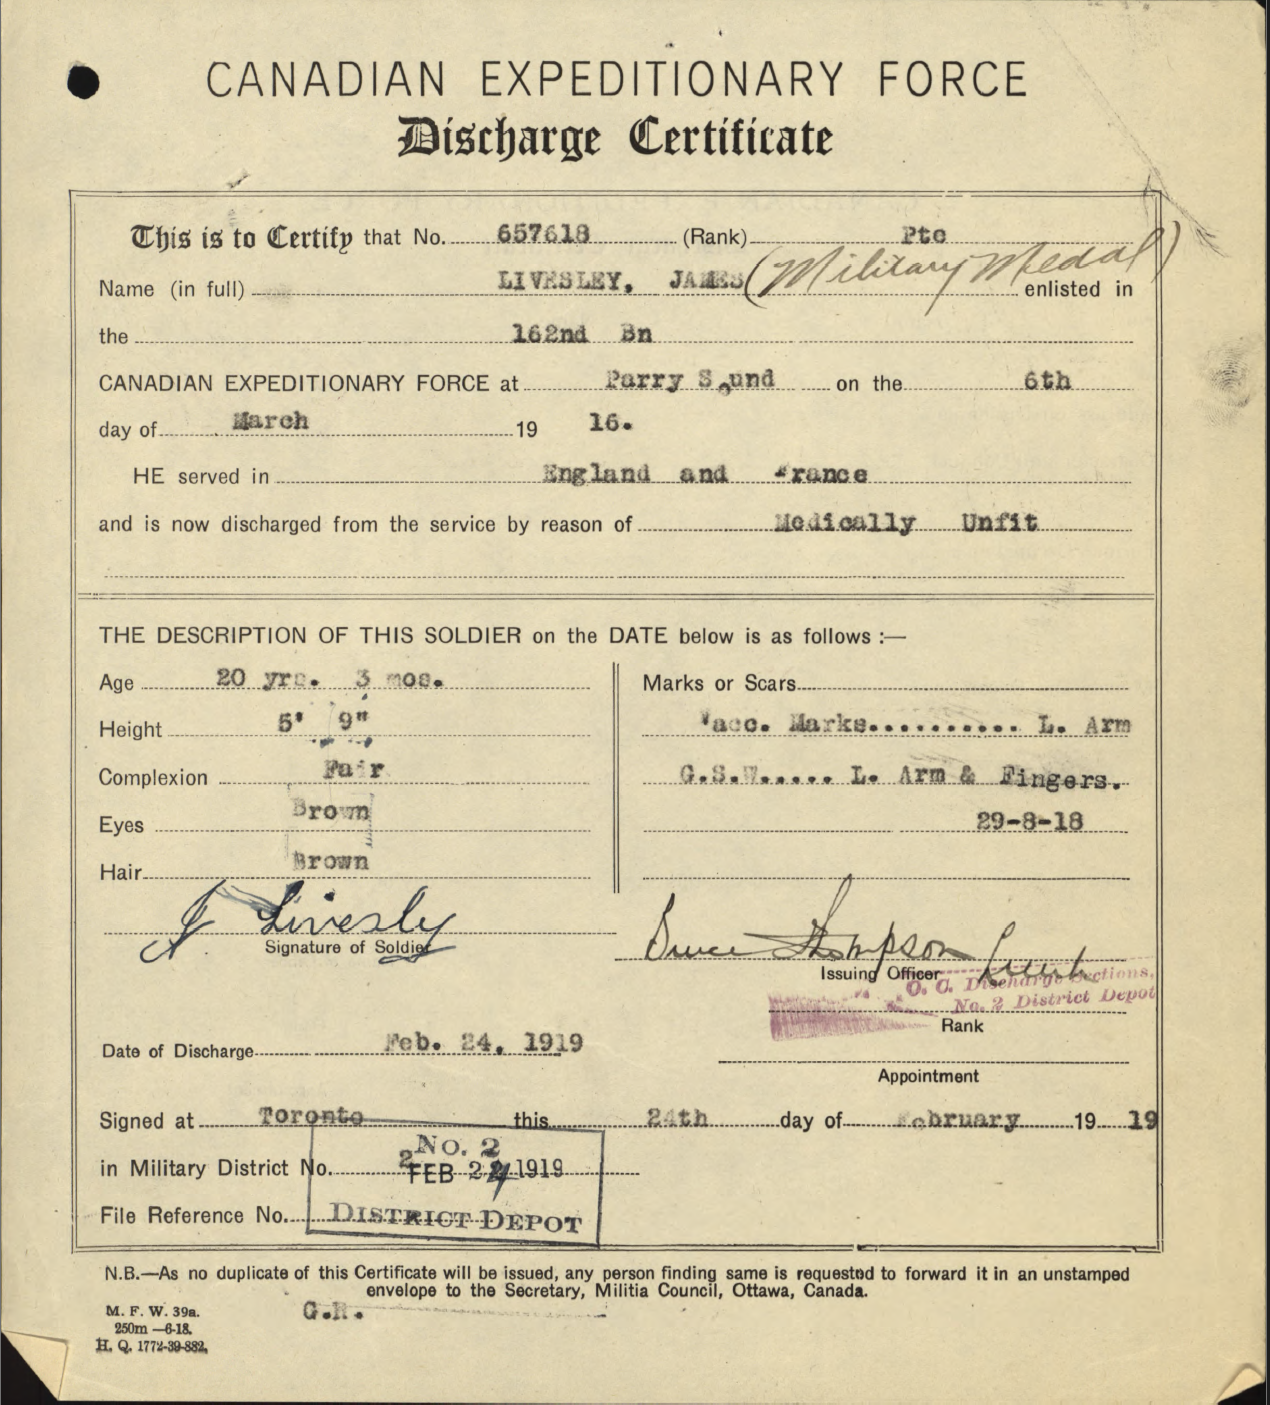 CANADIAN EXPEDITIONARY FORCE
Discharge Certificate
This is to Certify that No. 657618 (Rank) Pte
Name (in full) LIVESLEY, JAMES (Military Medal) enlisted in
the 162nd Bn
CANADIAN EXPEDITIONARY FORCE at Parry Sound on the 6th
day of March 19 16.
HE served in England and France
and is now discharged from the service by reason of Medically Unfit
THE DESCRIPTION OF THIS SOLDIER on the DATE below is as follows :—
Age 20 yrs. 3 mos.
Height 5' 9"
Complexion Fair
Eyes Brown
Hair Brown
Marks or Scars
Vacc. Marks.......... L. Arm
G.S.W..... L. Arm & Fingers.
29-8-18
J. Livesly
Signature of Soldier
Bruce Thompson Lieut
Issuing Officer
O. C. Discharge Sections,
No. 2 District Depot
Rank
Date of Discharge Feb. 24, 1919
Appointment
Signed at Toronto this 24th day of February 19 19
in Military District No. 2
File Reference No.
No. 2
FEB 24 1919
DISTRICT DEPOT
N.B.—As no duplicate of this Certificate will be issued, any person finding same is requested to forward it in an unstamped
envelope to the Secretary, Militia Council, Ottawa, Canada.
G.R.
M. F. W. 39a.
250m —6-18.
H. Q. 1772-39-882.